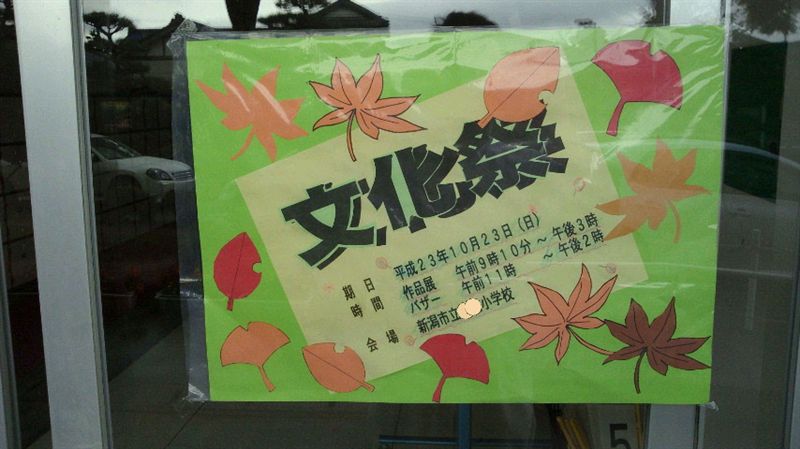 文化祭
期日 平成23年10月23日(日)
時間 作品展 午前9時10分～午後3時
バザー 午前11時 ～午後2時
会場 新潟市立 小学校
5